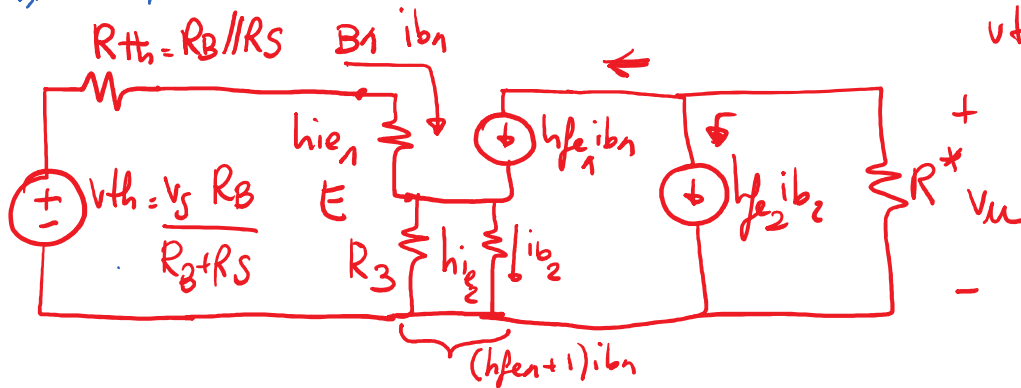 Rth = RB//RS
B1 ib1
vt
hie1
hfe1 ib1
+
vth = vs RB
RB+RS
E
R3
hie2
ib2
hfe2 ib2
R*
vu
-
(hfe1+1) ib1